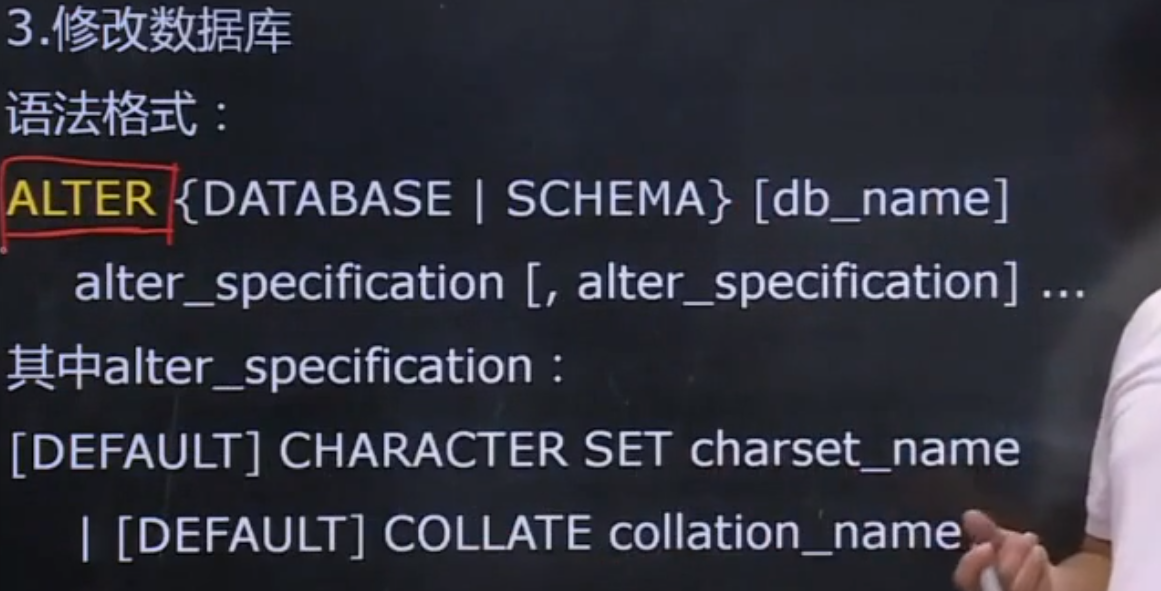 3.修改数据库
语法格式：
ALTER {DATABASE | SCHEMA} [db_name]
alter_specification [, alter_specification] ...
其中alter_specification：
[DEFAULT] CHARACTER SET charset_name
| [DEFAULT] COLLATE collation_name